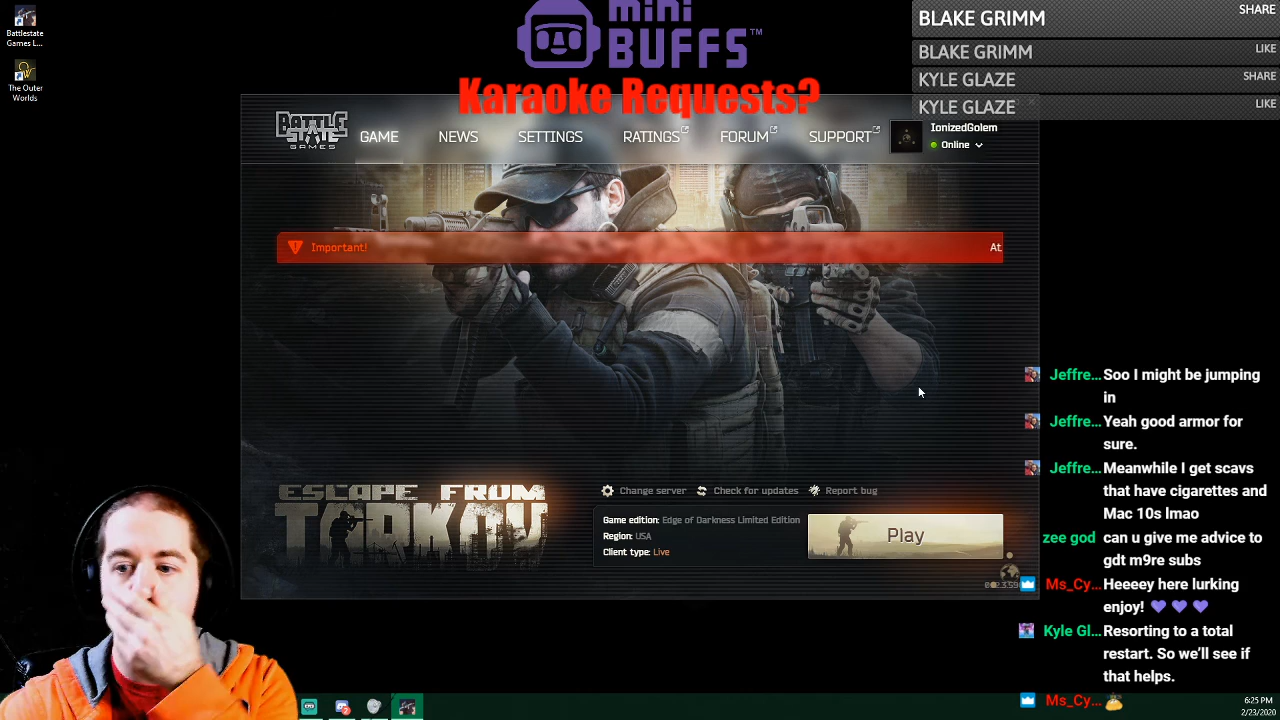 Battlestate
Games L...
The Outer
Worlds
mini
BUFFS™
Karaoke Requests?
BLAKE GRIMM SHARE
BLAKE GRIMM LIKE
KYLE GLAZE SHARE
KYLE GLAZE LIKE
BATTLE
STATE
GAMES
GAME NEWS SETTINGS RATINGS FORUM SUPPORT
IonizedGolem
Online
Important! At
ESCAPE FROM
TARKOV
Change server Check for updates Report bug
Game edition: Edge of Darkness Limited Edition
Region: USA
Client type: Live
Play
Jeffre... Soo I might be jumping
in
Jeffre... Yeah good armor for
sure.
Jeffre... Meanwhile I get scavs
that have cigarettes and
Mac 10s lmao
zee god can u give me advice to
gdt m9re subs
Ms_Cy... Heeeey here lurking
enjoy! 💜 💜 💜
Kyle Gl... Resorting to a total
restart. So we'll see if
that helps.
Ms_Cy...
6:25 PM
2/23/2020